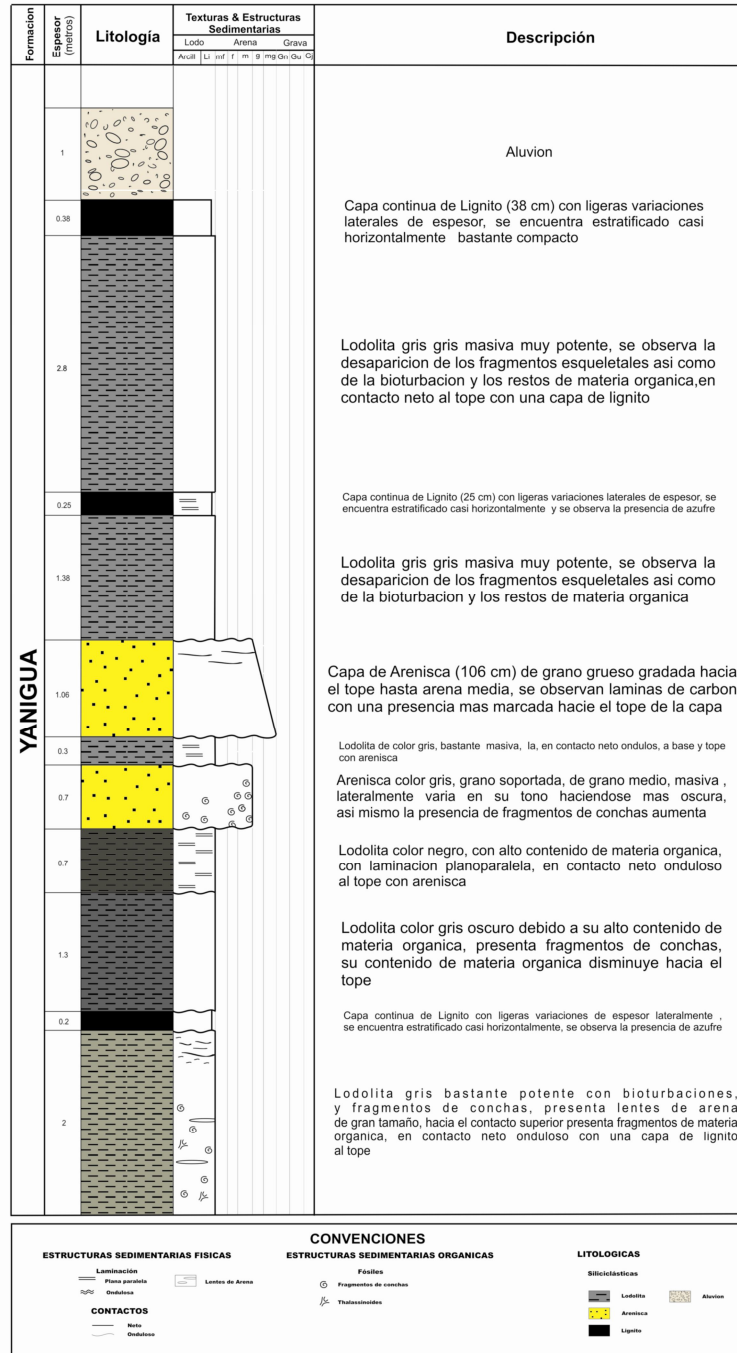 Formacion
Espesor
(metros)
Litología
Texturas & Estructuras
Sedimentarias
Lodo Arena Grava
Arcill Li mf f m g mg Gn Gu Cj
Descripción
YANIGUA
1
Aluvion
0.38
Capa continua de Lignito (38 cm) con ligeras variaciones
laterales de espesor, se encuentra estratificado casi
horizontalmente bastante compacto
2.8
Lodolita gris gris masiva muy potente, se observa la
desaparicion de los fragmentos esqueletales asi como
de la bioturbacion y los restos de materia organica,en
contacto neto al tope con una capa de lignito
0.25
Capa continua de Lignito (25 cm) con ligeras variaciones laterales de espesor, se
encuentra estratificado casi horizontalmente y se observa la presencia de azufre
1.38
Lodolita gris gris masiva muy potente, se observa la
desaparicion de los fragmentos esqueletales asi como
de la bioturbacion y los restos de materia organica
1.06
Capa de Arenisca (106 cm) de grano grueso gradada hacia
el tope hasta arena media, se observan laminas de carbon
con una presencia mas marcada hacie el tope de la capa
0.3
Lodolita de color gris, bastante masiva, la, en contacto neto ondulos, a base y tope
con arenisca
0.7
Arenisca color gris, grano soportada, de grano medio, masiva ,
lateralmente varia en su tono haciendose mas oscura,
asi mismo la presencia de fragmentos de conchas aumenta
0.7
Lodolita color negro, con alto contenido de materia organica,
con laminacion planoparalela, en contacto neto onduloso
al tope con arenisca
1.3
Lodolita color gris oscuro debido a su alto contenido de
materia organica, presenta fragmentos de conchas,
su contenido de materia organica disminuye hacia el
tope
0.2
Capa continua de Lignito con ligeras variaciones de espesor lateralmente ,
se encuentra estratificado casi horizontalmente, se observa la presencia de azufre
2
Lodolita gris bastante potente con bioturbaciones,
y fragmentos de conchas, presenta lentes de arena
de gran tamaño, hacia el contacto superior presenta fragmentos de materia
organica, en contacto neto onduloso con una capa de lignito
al tope
CONVENCIONES
ESTRUCTURAS SEDIMENTARIAS FISICAS
Laminación
Plana paralela
Ondulosa
Lentes de Arena
CONTACTOS
Neto
Onduloso
ESTRUCTURAS SEDIMENTARIAS ORGANICAS
Fósiles
Fragmentos de conchas
Thalassinoides
LITOLOGICAS
Siliciclásticas
Lodolita
Aluvion
Arenisca
Lignito